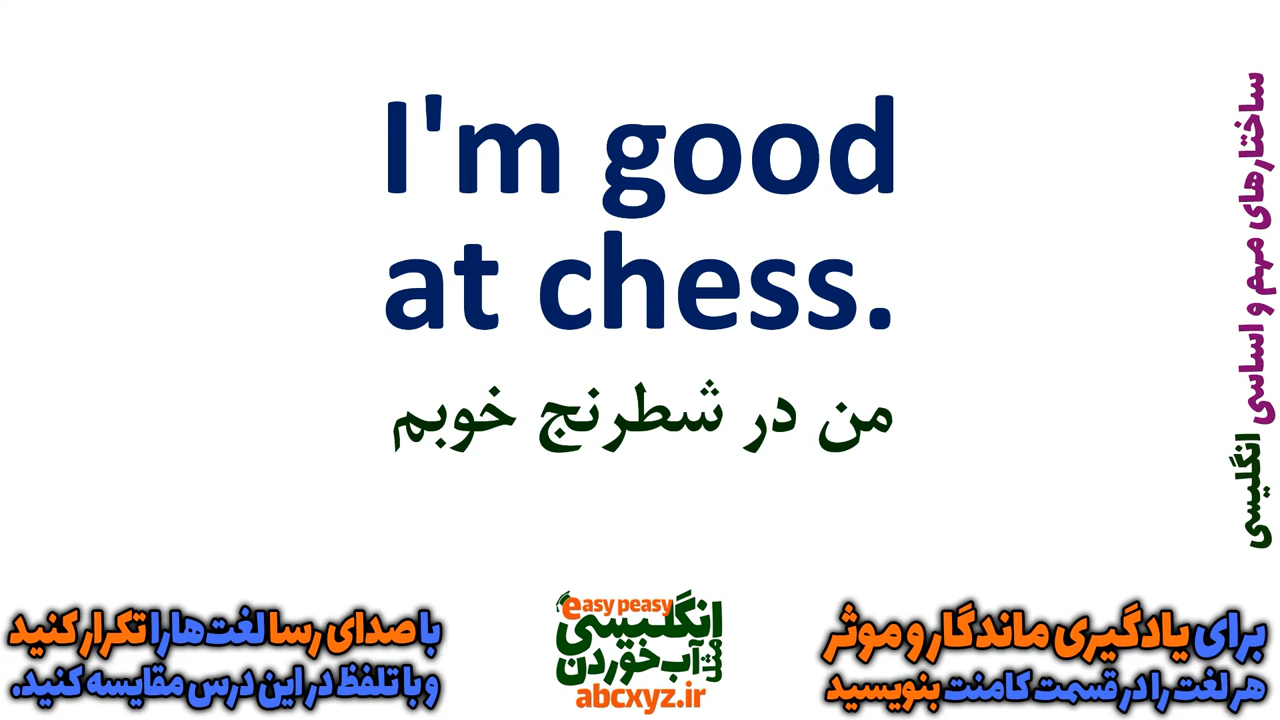 I'm good
at chess.
من در شطرنج خوبم
ساختارهای مهم و اساسی انگلیسی
برای یادگیری ماندگار و موثر
هر لغت را در قسمت کامنت بنویسید
easy peasy
انگلیسی
مثل آب خوردن
abcxyz.ir
با صدای رسا لغت‌ها را تکرار کنید
و با تلفظ در این درس مقایسه کنید.